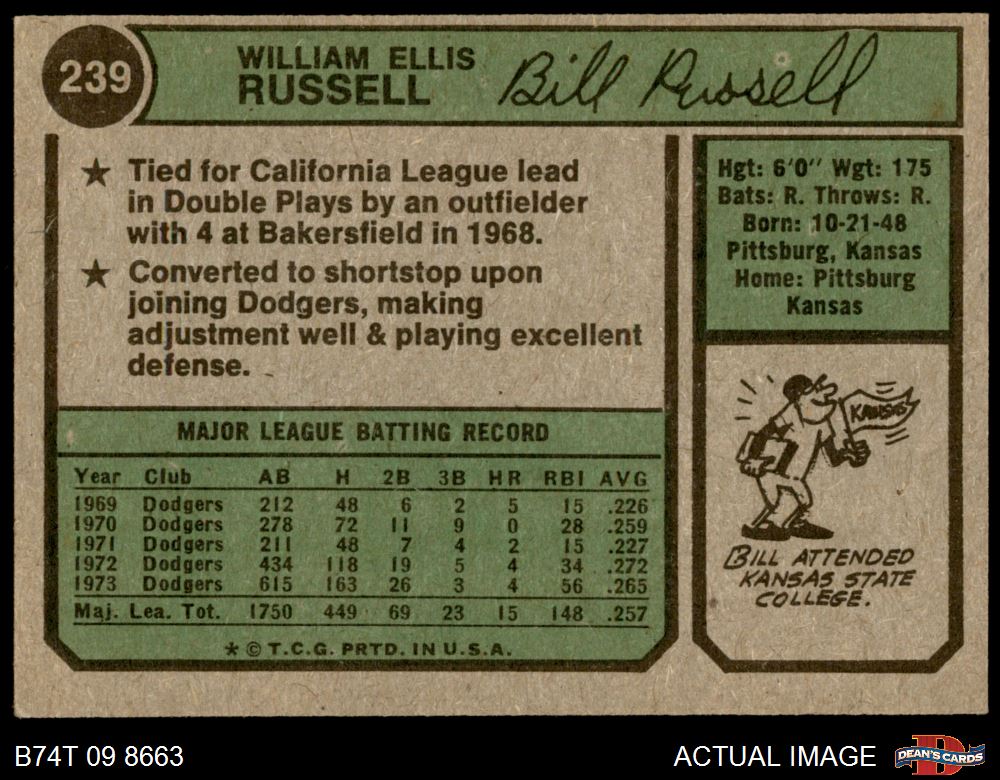 239
WILLIAM ELLIS
RUSSELL
Bill Russell
★ Tied for California League lead
in Double Plays by an outfielder
with 4 at Bakersfield in 1968.
★ Converted to shortstop upon
joining Dodgers, making
adjustment well & playing excellent
defense.
Hgt: 6'0" Wgt: 175
Bats: R. Throws: R.
Born: 10-21-48
Pittsburg, Kansas
Home: Pittsburg
Kansas
MAJOR LEAGUE BATTING RECORD
Year Club AB H 2B 3B HR RBI AVG
1969 Dodgers 212 48 6 2 5 15 .226
1970 Dodgers 278 72 11 9 0 28 .259
1971 Dodgers 211 48 7 4 2 15 .227
1972 Dodgers 434 118 19 5 4 34 .272
1973 Dodgers 615 163 26 3 4 56 .265
Maj. Lea. Tot. 1750 449 69 23 15 148 .257
* © T.C.G. PRTD. IN U.S.A.
KANSAS
BILL ATTENDED
KANSAS STATE
COLLEGE.
B74T 09 8663
ACTUAL IMAGE
DEAN'S CARDS